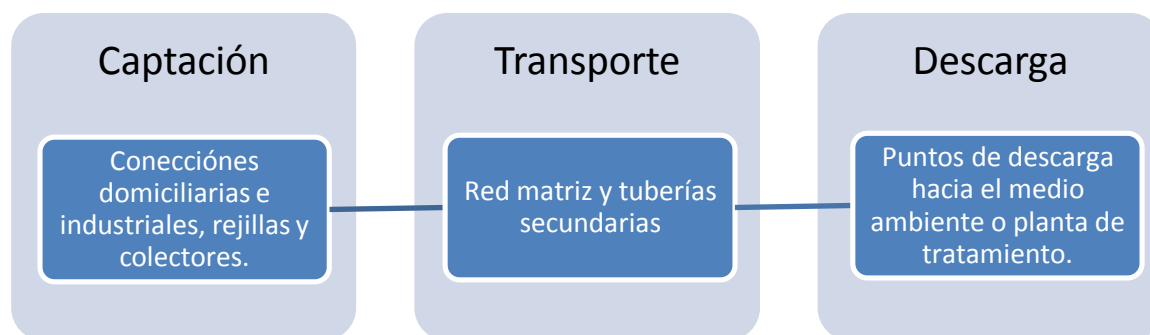 Captación
Conecciónes
domiciliarias e
industriales, rejillas y
colectores.
Transporte
Red matriz y tuberías
secundarias
Descarga
Puntos de descarga
hacia el medio
ambiente o planta de
tratamiento.